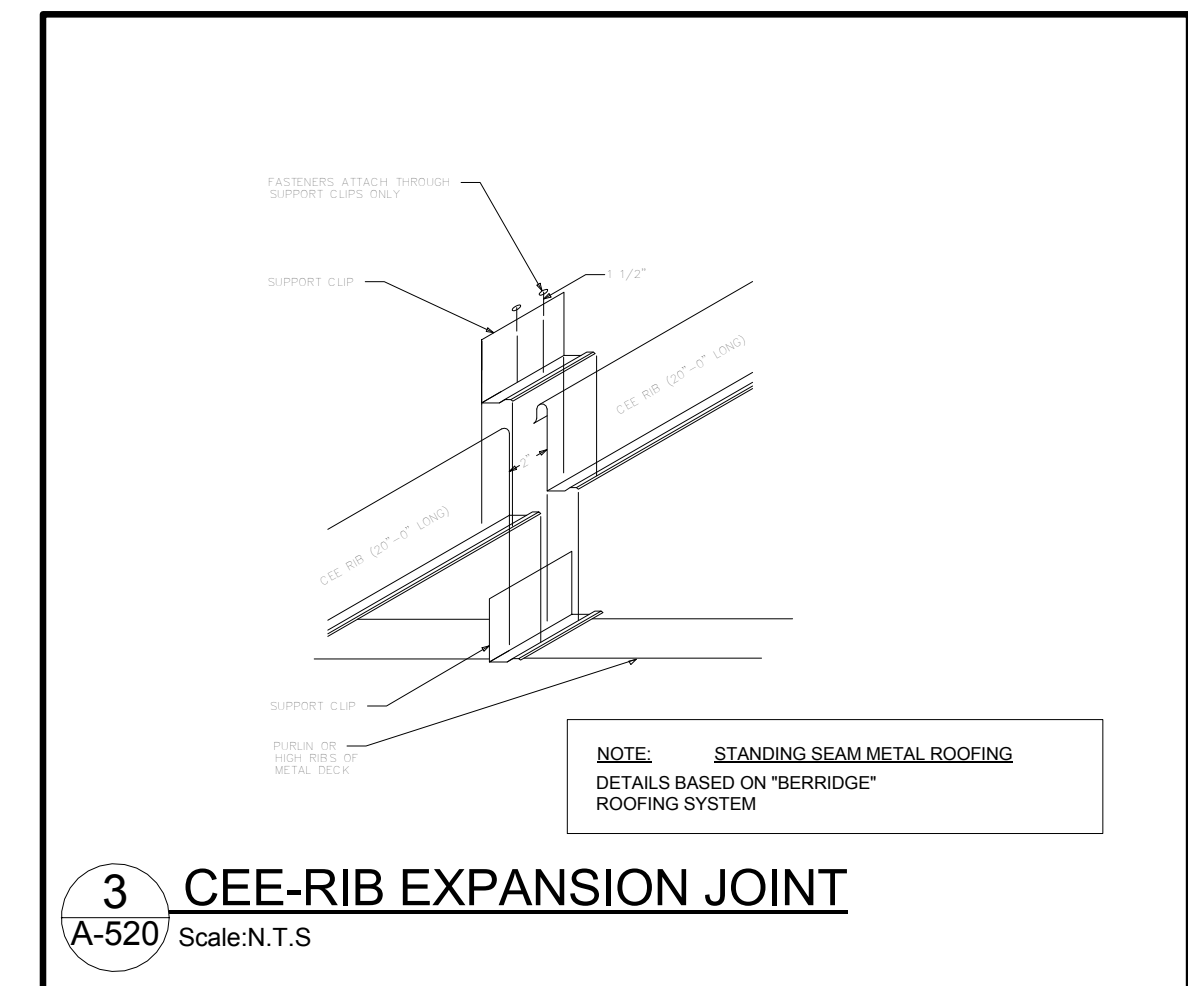 FASTENERS ATTACH THROUGH
SUPPORT CLIPS ONLY
SUPPORT CLIP
1 1/2"
CEE RIB (20"-0" LONG)
2"
CEE RIB (20"-0" LONG)
SUPPORT CLIP
PURLIN OR
HIGH RIBS OF
METAL DECK
NOTE: STANDING SEAM METAL ROOFING
DETAILS BASED ON "BERRIDGE"
ROOFING SYSTEM
3 CEE-RIB EXPANSION JOINT
A-520 Scale:N.T.S